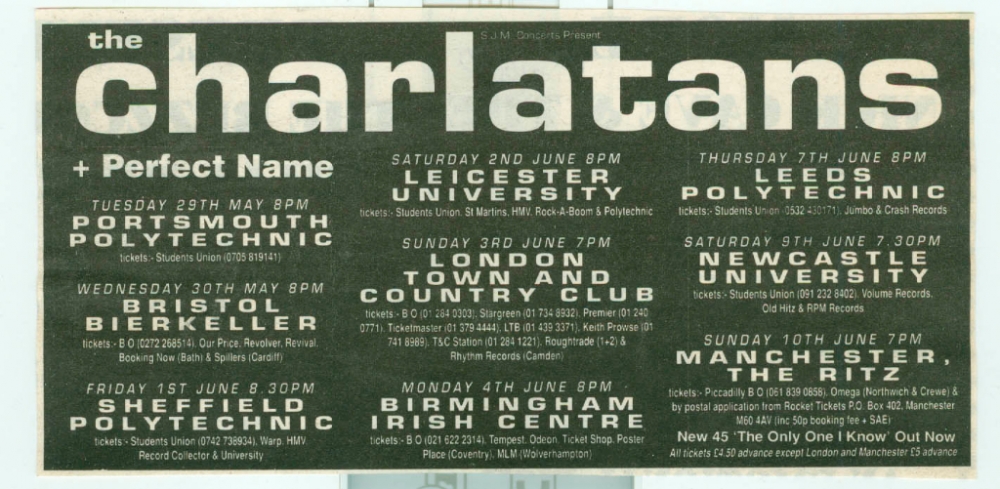 S.J.M. Concerts Present
the
charlatans
+ Perfect Name
TUESDAY 29TH MAY 8PM
PORTSMOUTH
POLYTECHNIC
tickets:- Students Union (0705 819141)
WEDNESDAY 30TH MAY 8PM
BRISTOL
BIERKELLER
tickets:- B O (0272 268514). Our Price, Revolver, Revival.
Booking Now (Bath) & Spillers (Cardiff)
FRIDAY 1ST JUNE 8.30PM
SHEFFIELD
POLYTECHNIC
tickets:- Students Union (0742 738934), Warp, HMV
Record Collector & University
SATURDAY 2ND JUNE 8PM
LEICESTER
UNIVERSITY
tickets:- Students Union, St Martins, HMV, Rock-A-Boom & Polytechnic
SUNDAY 3RD JUNE 7PM
LONDON
TOWN AND
COUNTRY CLUB
tickets:- B O (01 284 0303), Stargreen (01 734 8932), Premier (01 240
0771), Ticketmaster (01 379 4444), LTB (01 439 3371), Keith Prowse (01
741 8989), T&C Station (01 284 1221), Roughtrade (1+2) &
Rhythm Records (Camden)
MONDAY 4TH JUNE 8PM
BIRMINGHAM
IRISH CENTRE
tickets:- B O (021 622 2314), Tempest, Odeon, Ticket Shop, Poster
Place (Coventry), MLM (Wolverhampton)
THURSDAY 7TH JUNE 8PM
LEEDS
POLYTECHNIC
tickets:- Students Union (0532 430171), Jumbo & Crash Records
SATURDAY 9TH JUNE 7.30PM
NEWCASTLE
UNIVERSITY
tickets:- Students Union (091 232 8402), Volume Records,
Old Hitz & RPM Records
SUNDAY 10TH JUNE 7PM
MANCHESTER,
THE RITZ
tickets:- Piccadilly B O (061 839 0858), Omega (Northwich & Crewe) &
by postal application from Rocket Tickets P.O. Box 402, Manchester
M60 4AV (inc 50p booking fee + SAE)
New 45 'The Only One I Know' Out Now
All tickets £4.50 advance except London and Manchester £5 advance